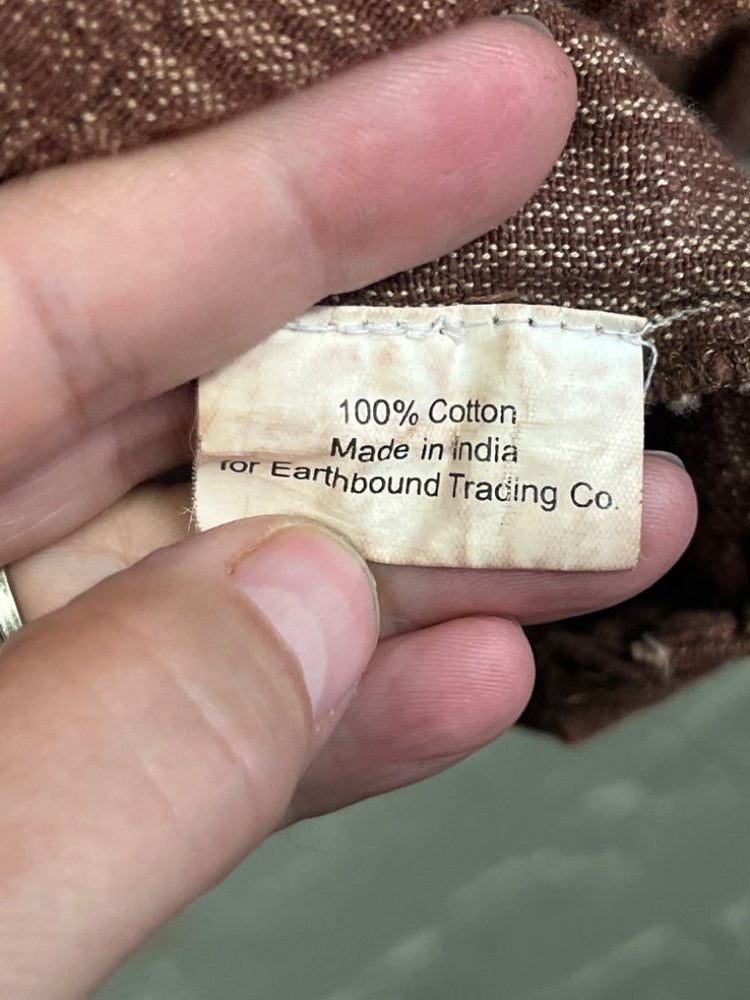 100% Cotton
Made in India
for Earthbound Trading Co.